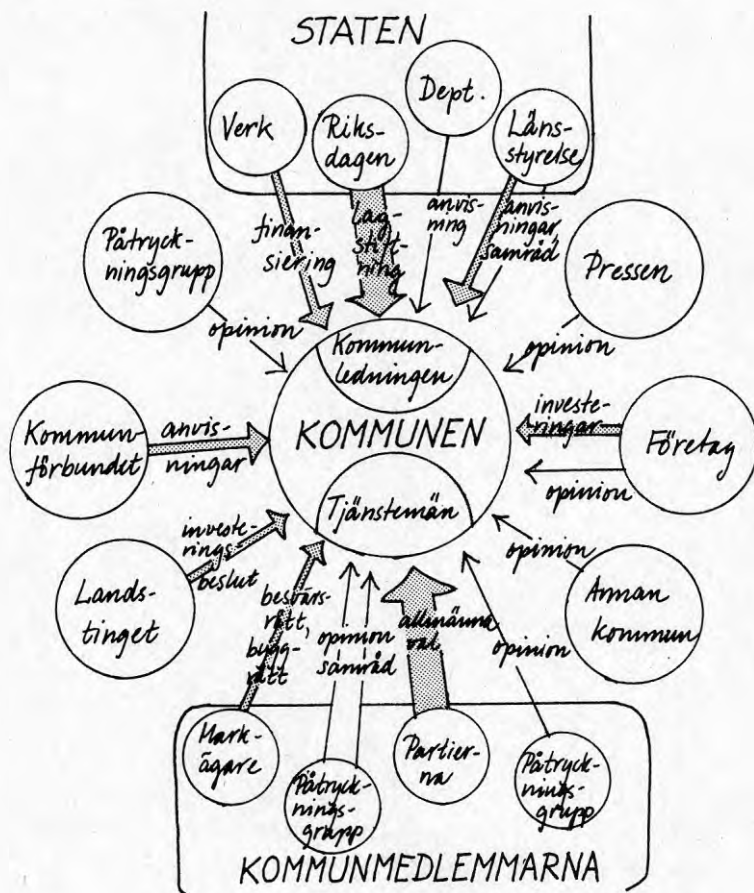 STATEN
Verk
Riks-
dagen
Dept.
Läns-
styrelse
finan-
siering
lag-
stift-
ning
anvis-
ning
anvis-
ningar,
samråd
Påtryck-
ningsgrupp
opinion
Pressen
opinion
Kommun-
ledningen
KOMMUNEN
Tjänstemän
Kommun-
förbundet
anvis-
ningar
investe-
ringar
Företag
opinion
Lands-
tinget
investe-
rings-
beslut
opinion
Annan
kommun
besvärs-
rätt,
bygg-
rätt
opinion
samråd
allmänna
val
opinion
Mark-
ägare
Påtryck-
nings-
grupp
Partier-
na
Påtryck-
nings-
grupp
KOMMUNMEDLEMMARNA